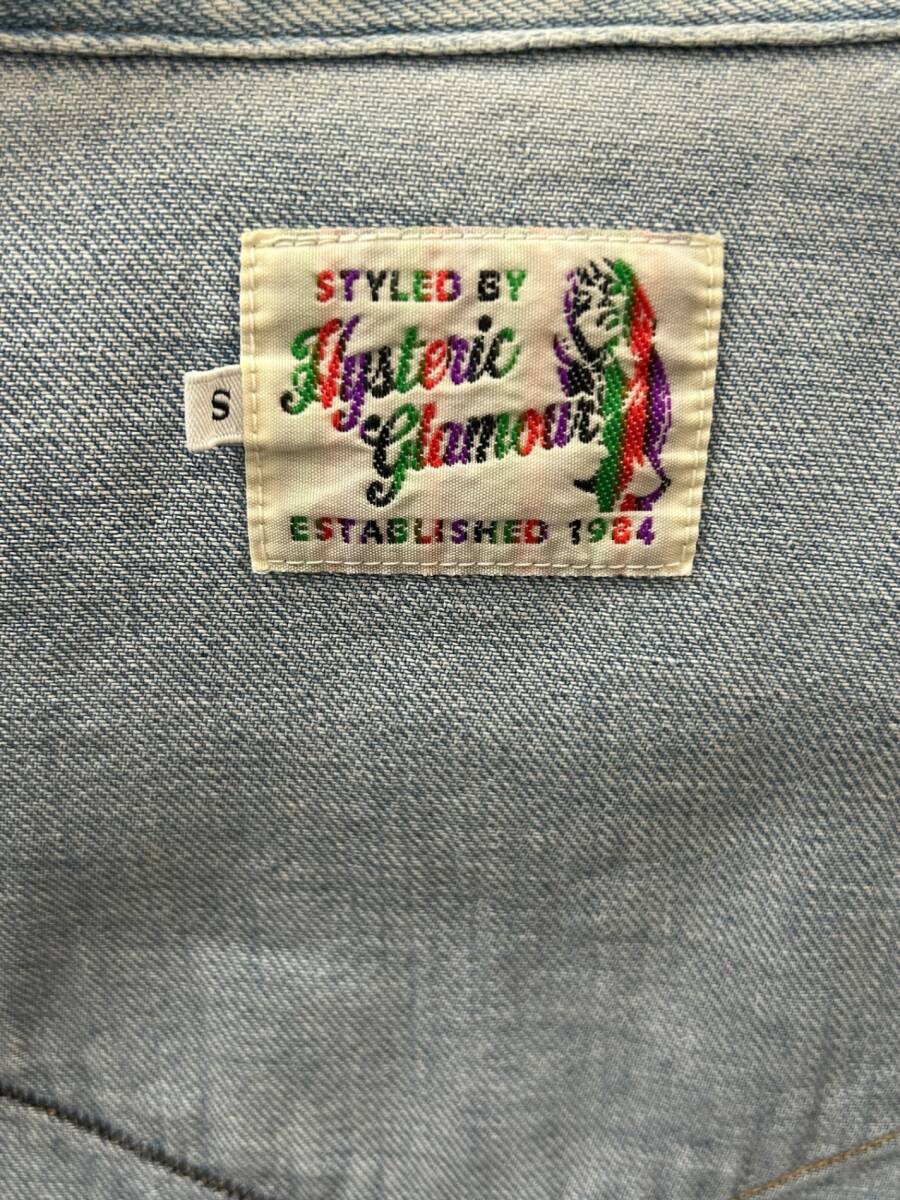 STYLED BY
Hysteric
Glamour
S
ESTABLISHED 1984